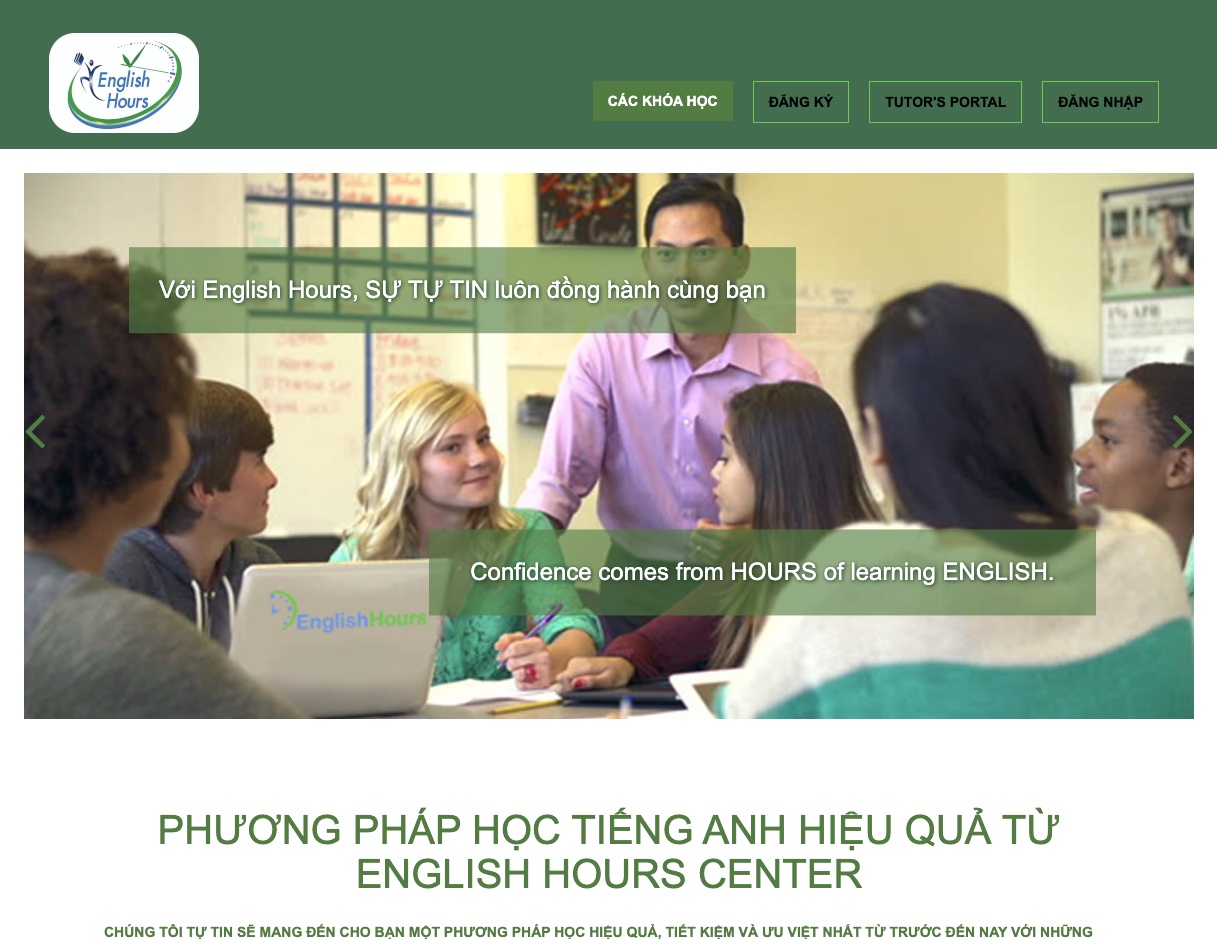 English
Hours
CÁC KHÓA HỌC
ĐĂNG KÝ
TUTOR'S PORTAL
ĐĂNG NHẬP
Với English Hours, SỰ TỰ TIN luôn đồng hành cùng bạn
Confidence comes from HOURS of learning ENGLISH.
EnglishHours
PHƯƠNG PHÁP HỌC TIẾNG ANH HIỆU QUẢ TỪ
ENGLISH HOURS CENTER
CHÚNG TÔI TỰ TIN SẼ MANG ĐẾN CHO BẠN MỘT PHƯƠNG PHÁP HỌC HIỆU QUẢ, TIẾT KIỆM VÀ ƯU VIỆT NHẤT TỪ TRƯỚC ĐẾN NAY VỚI NHỮNG